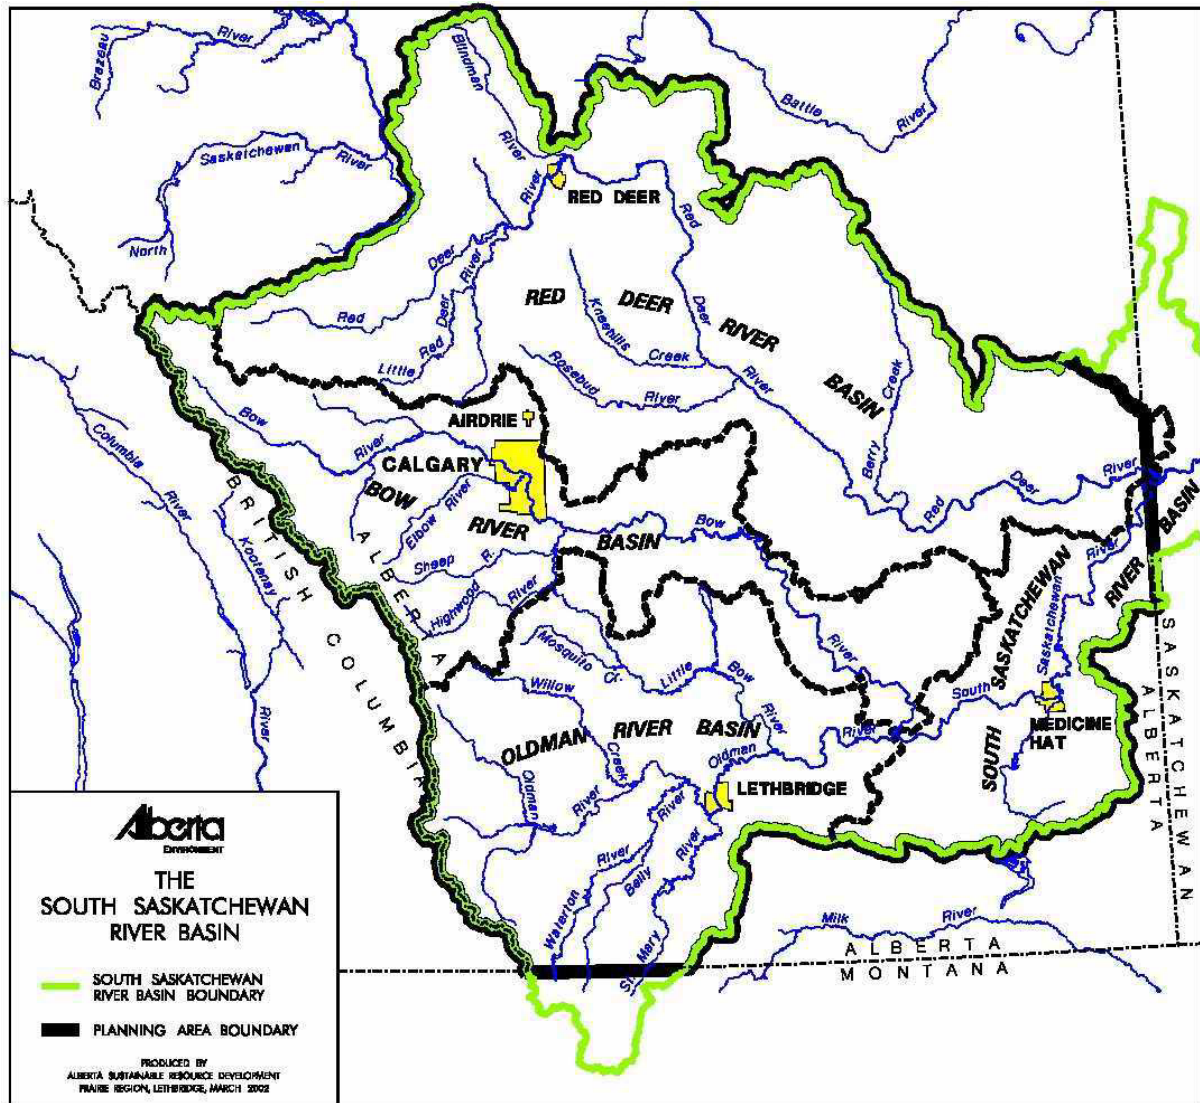 Brazeau
River
Blindman
River
Battle
River
Saskatchewan
River
North
RED DEER
River
Red
Deer
River
Deer
Red
Little
Red Deer
River
RED DEER RIVER
BASIN
Kneehills
Creek
Rosebud
River
Berry
Creek
Red
Deer
River
Bow
River
AIRDRIE
CALGARY
BOW
RIVER
BASIN
Elbow
River
Sheep
R.
Highwood
River
Bow
River
Columbia
River
Kootenay
River
BRITISH COLUMBIA
ALBERTA
Mosquito
Cr.
Willow
Creek
Little
Bow
River
OLDMAN RIVER BASIN
Oldman
River
Oldman
River
LETHBRIDGE
River
Waterton
River
Belly
River
St. Mary
River
South
Saskatchewan
River
SOUTH
SASKATCHEWAN
RIVER
BASIN
MEDICINE
HAT
SASKATCHEWAN
ALBERTA
Milk
River
ALBERTA
MONTANA
Alberta
ENVIRONMENT
THE
SOUTH SASKATCHEWAN
RIVER BASIN
SOUTH SASKATCHEWAN
RIVER BASIN BOUNDARY
PLANNING AREA BOUNDARY
PRODUCED BY
ALBERTA SUSTAINABLE RESOURCE DEVELOPMENT
PRAIRIE REGION, LETHBRIDGE, MARCH 2002